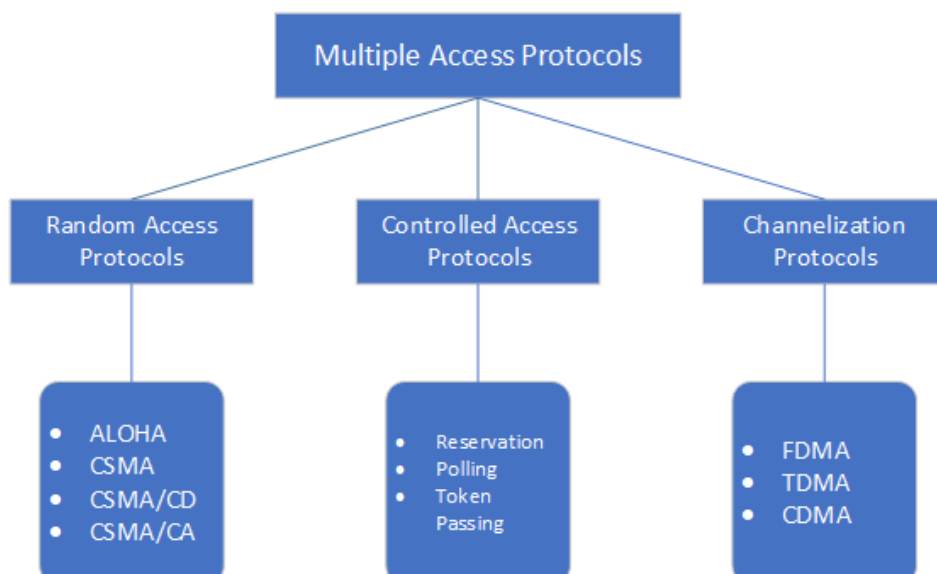 Multiple Access Protocols
Random Access
Protocols
Controlled Access
Protocols
Channelization
Protocols
• ALOHA
• CSMA
• CSMA/CD
• CSMA/CA
• Reservation
• Polling
• Token
Passing
• FDMA
• TDMA
• CDMA